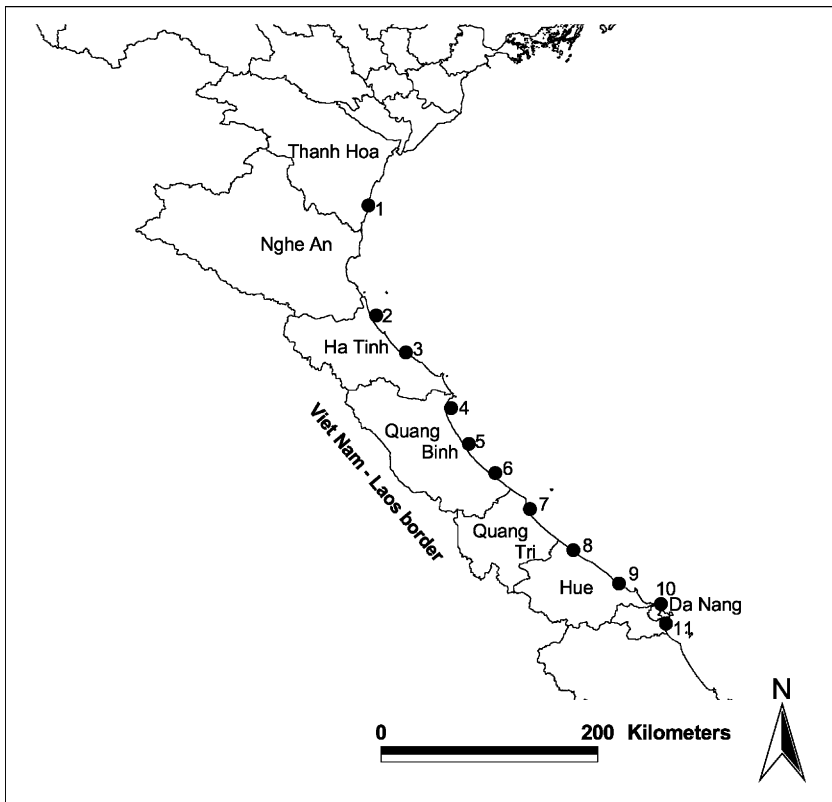 Thanh Hoa
1
Nghe An
2
Ha Tinh
3
4
Quang
Binh
5
6
Viet Nam - Laos border
7
Quang
Tri
8
Hue
9
10
Da Nang
11
N
0 200 Kilometers